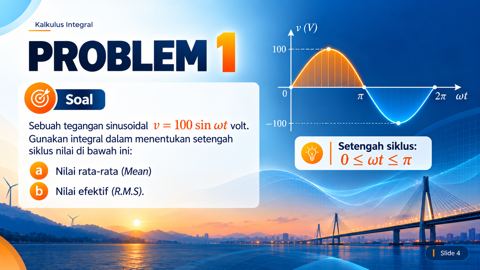 Kalkulus Integral
PROBLEM 1
Soal
Sebuah tegangan sinusoidal v = 100 sin ωt volt.
Gunakan integral dalam menentukan setengah
siklus nilai di bawah ini:
a Nilai rata-rata (Mean)
b Nilai efektif (R.M.S).
v (V)
100
0
π
2π
ωt
−100
Setengah siklus:
0 ≤ ωt ≤ π
Slide 4